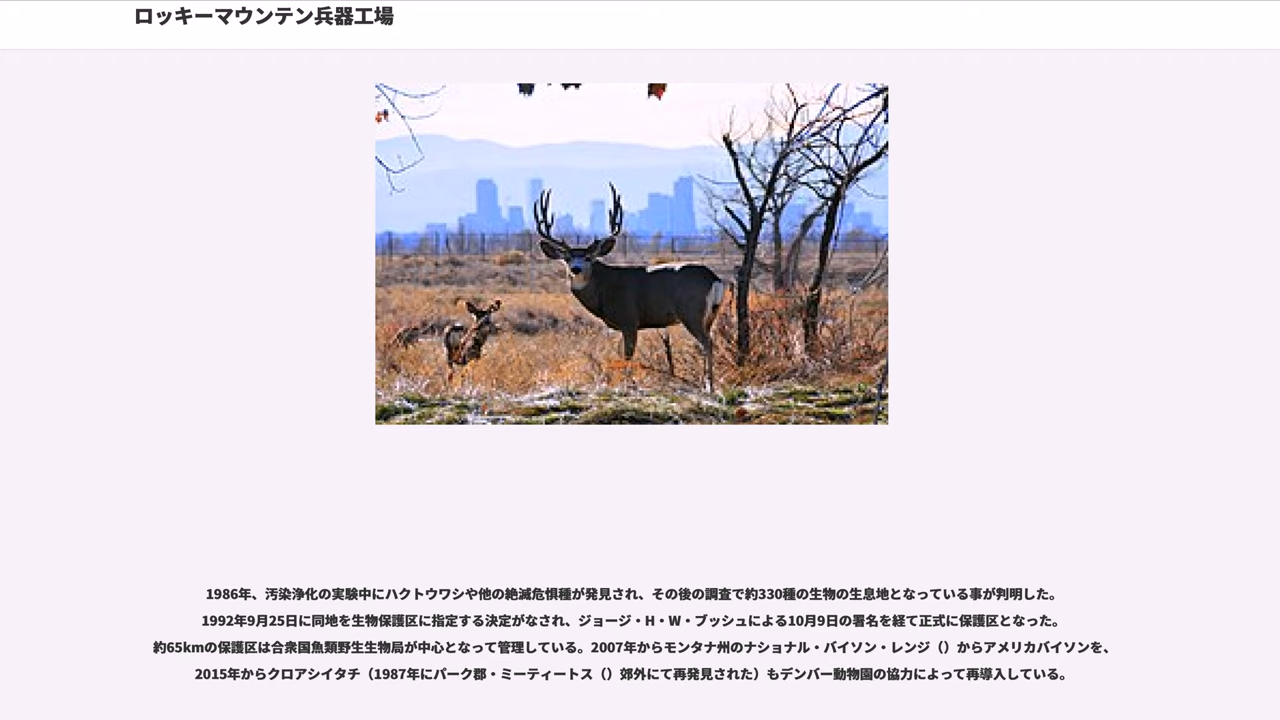 ロッキーマウンテン兵器工場
1986年、汚染浄化の実験中にハクトウワシや他の絶滅危惧種が発見され、その後の調査で約330種の生物の生息地となっている事が判明した。
1992年9月25日に同地を生物保護区に指定する決定がなされ、ジョージ・H・W・ブッシュによる10月9日の署名を経て正式に保護区となった。
約65kmの保護区は合衆国魚類野生生物局が中心となって管理している。2007年からモンタナ州のナショナル・バイソン・レンジ（）からアメリカバイソンを、
2015年からクロアシイタチ（1987年にパーク郡・ミーティートス（）郊外にて再発見された）もデンバー動物園の協力によって再導入している。